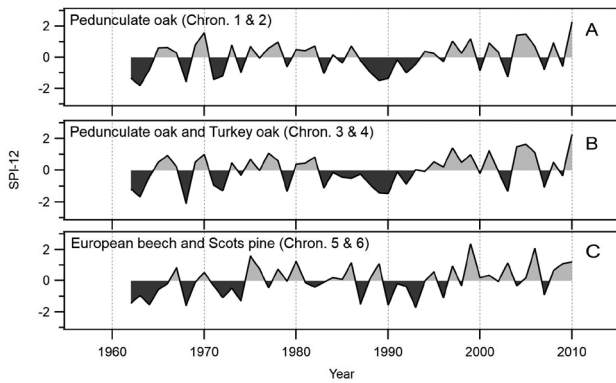 Pedunculate oak (Chron. 1 & 2)
A
2
0
-2
Pedunculate oak and Turkey oak (Chron. 3 & 4)
B
2
0
-2
SPI-12
European beech and Scots pine (Chron. 5 & 6)
C
2
0
-2
1960 1970 1980 1990 2000 2010
Year